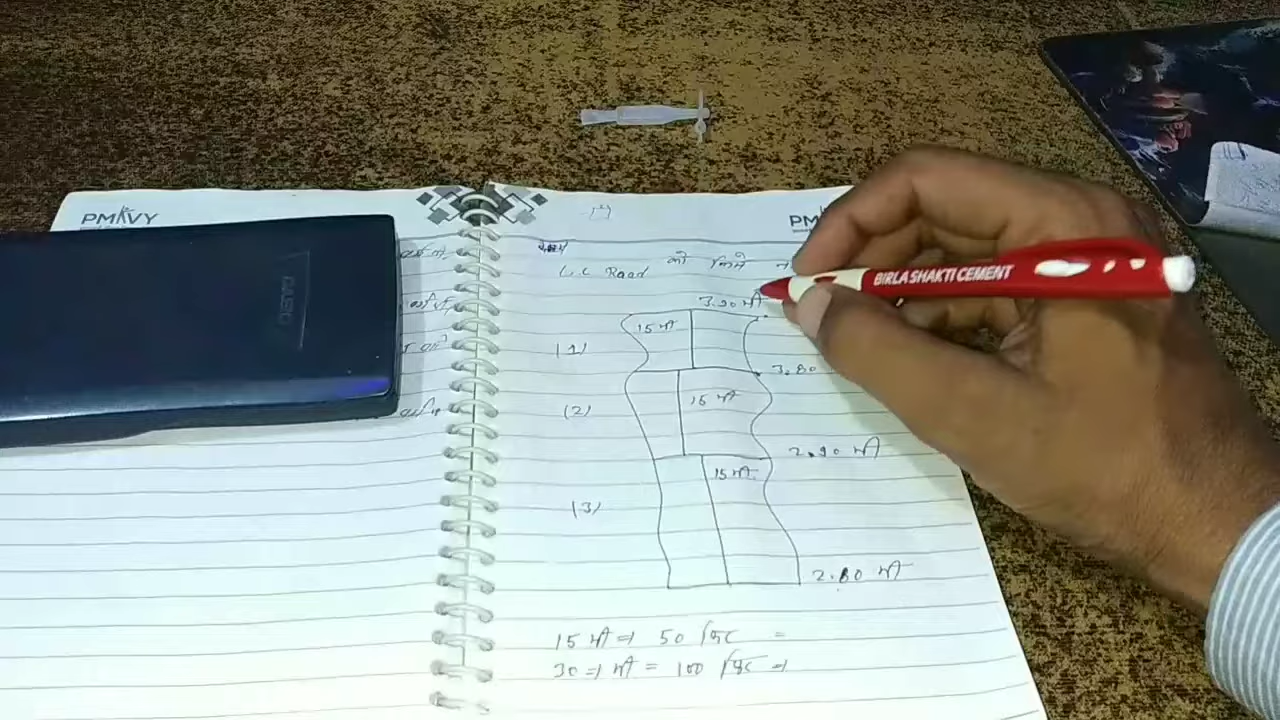 PMKVY
PM
L.C Road को
3.90 मी
15 मी
(1)
3.80
15 मी
(2)
2.90 मी
15 मी
(3)
2.80 मी
15 मी ⇒ 50 फिट =
30 ⇒ मी = 100 फिट ⇒
CASIO
BIRLA SHAKTI CEMENT